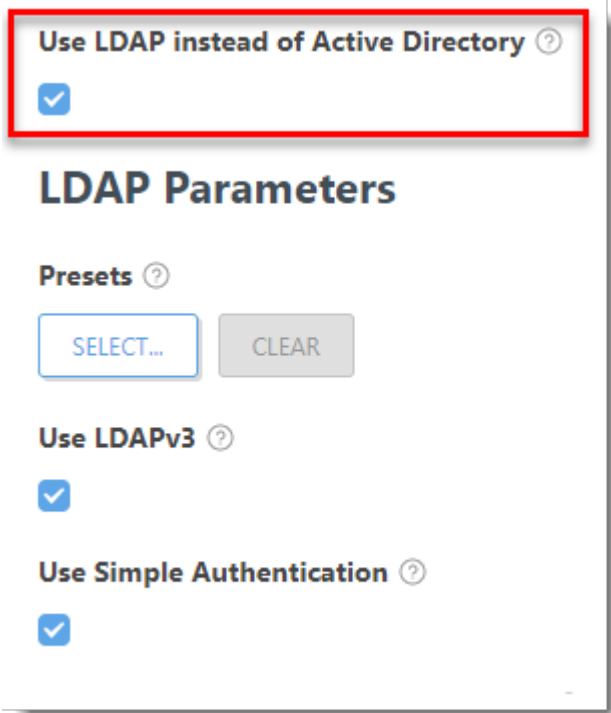 Use LDAP instead of Active Directory ?
LDAP Parameters
Presets ?
SELECT... CLEAR
Use LDAPv3 ?
Use Simple Authentication ?